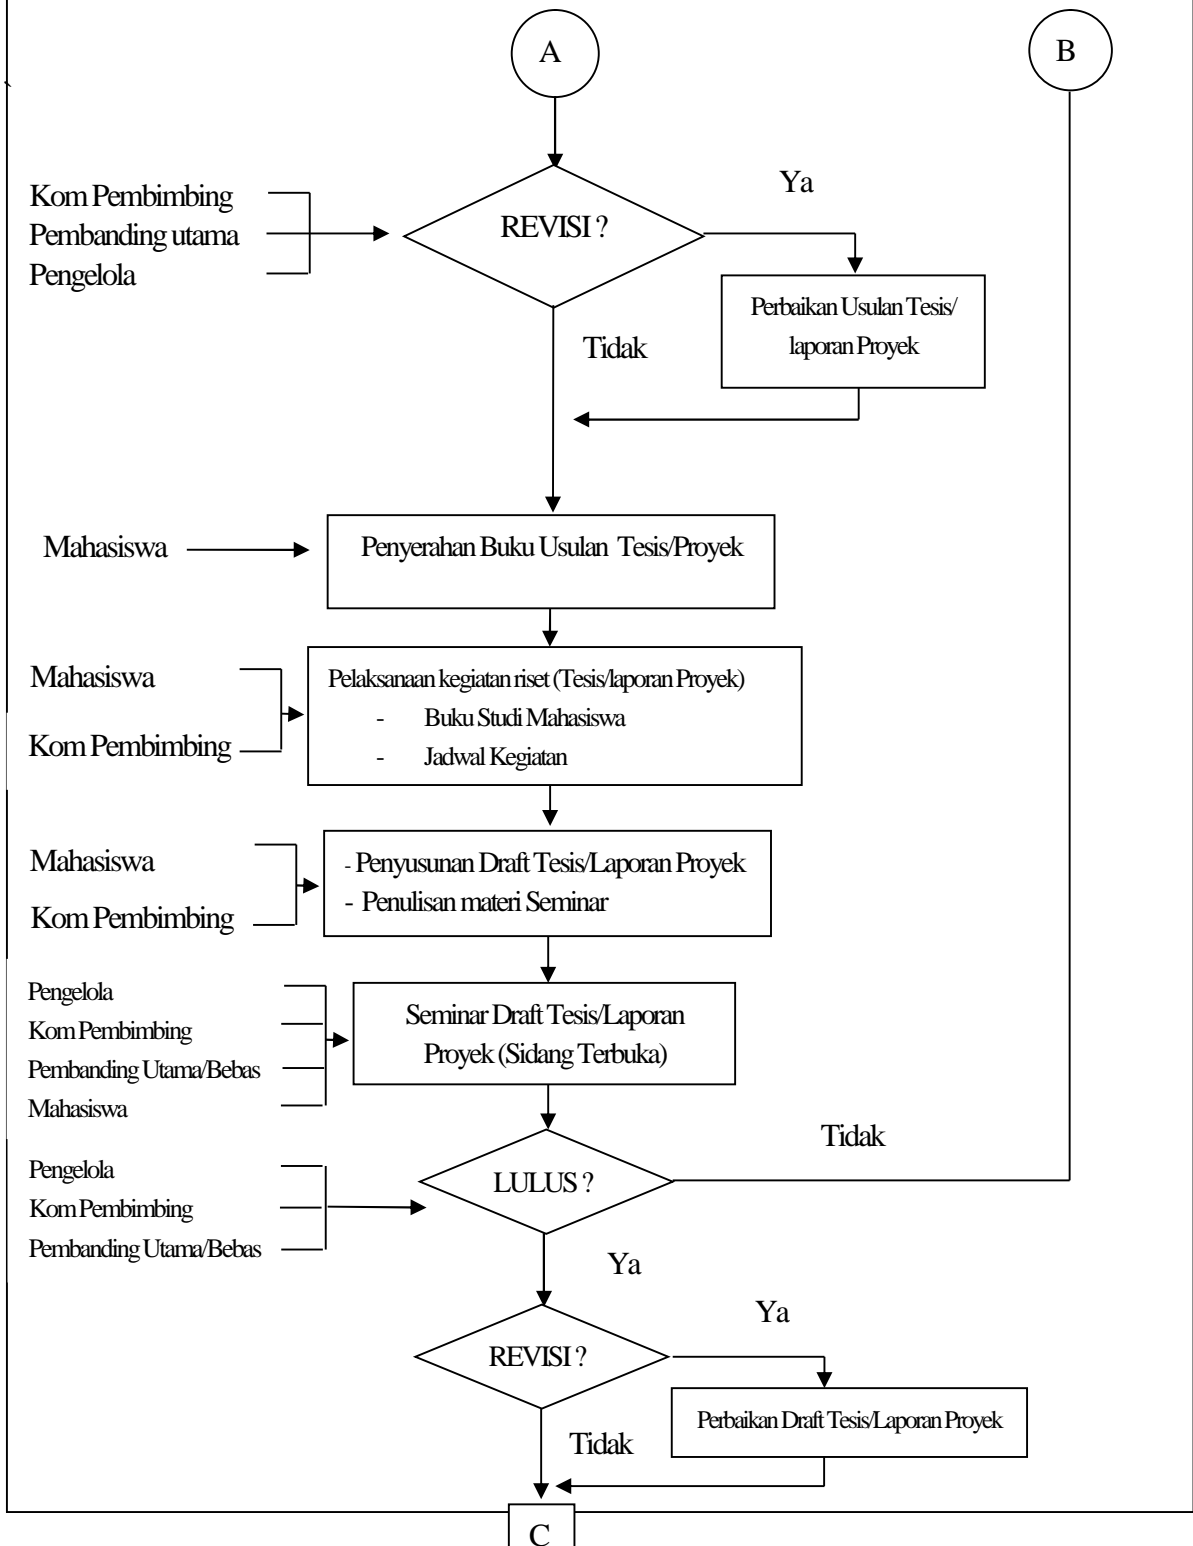 A
B
Ya
Kom Pembimbing
Pembanding utama
Pengelola
REVISI ?
Perbaikan Usulan Tesis/
laporan Proyek
Tidak
Mahasiswa
Penyerahan Buku Usulan Tesis/Proyek
Mahasiswa
Kom Pembimbing
Pelaksanaan kegiatan riset (Tesis/laporan Proyek)
- Buku Studi Mahasiswa
- Jadwal Kegiatan
Mahasiswa
Kom Pembimbing
- Penyusunan Draft Tesis/Laporan Proyek
- Penulisan materi Seminar
Pengelola
Kom Pembimbing
Pembanding Utama/Bebas
Mahasiswa
Seminar Draft Tesis/Laporan
Proyek (Sidang Terbuka)
Tidak
Pengelola
Kom Pembimbing
Pembanding Utama/Bebas
LULUS ?
Ya
Ya
REVISI ?
Perbaikan Draft Tesis/Laporan Proyek
Tidak
C